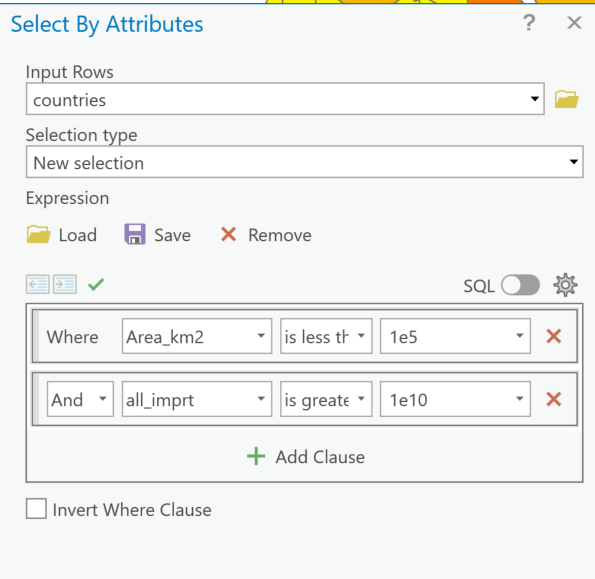 Select By Attributes ? ×
Input Rows
countries
Selection type
New selection
Expression
Load Save Remove
SQL
Where Area_km2 is less th 1e5
And all_imprt is greate 1e10
+ Add Clause
Invert Where Clause